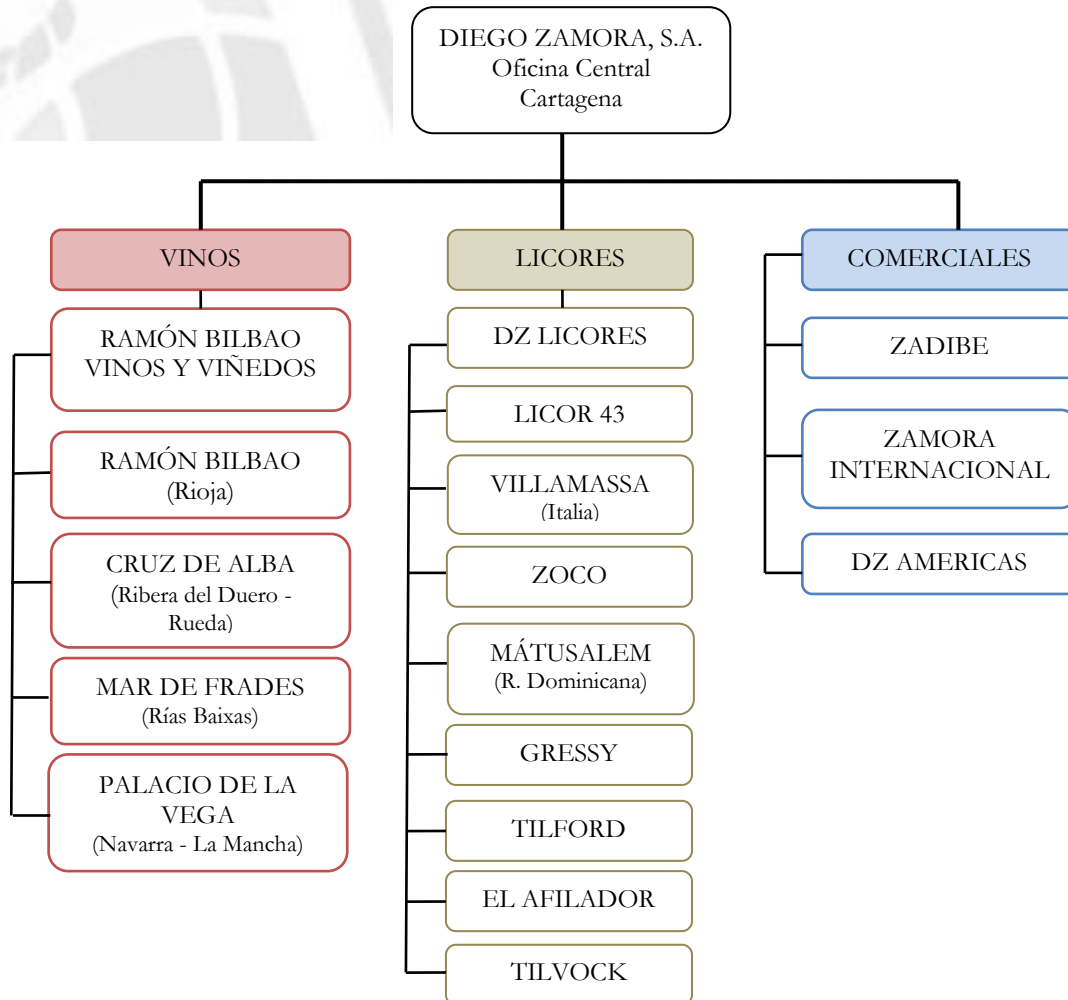 DIEGO ZAMORA, S.A.
Oficina Central
Cartagena
VINOS
RAMÓN BILBAO
VINOS Y VIÑEDOS
RAMÓN BILBAO
(Rioja)
CRUZ DE ALBA
(Ribera del Duero -
Rueda)
MAR DE FRADES
(Rías Baixas)
PALACIO DE LA
VEGA
(Navarra - La Mancha)
LICORES
DZ LICORES
LICOR 43
VILLAMASSA
(Italia)
ZOCO
MÁTUSALEM
(R. Dominicana)
GRESSY
TILFORD
EL AFILADOR
TILVOCK
COMERCIALES
ZADIBE
ZAMORA
INTERNACIONAL
DZ AMERICAS